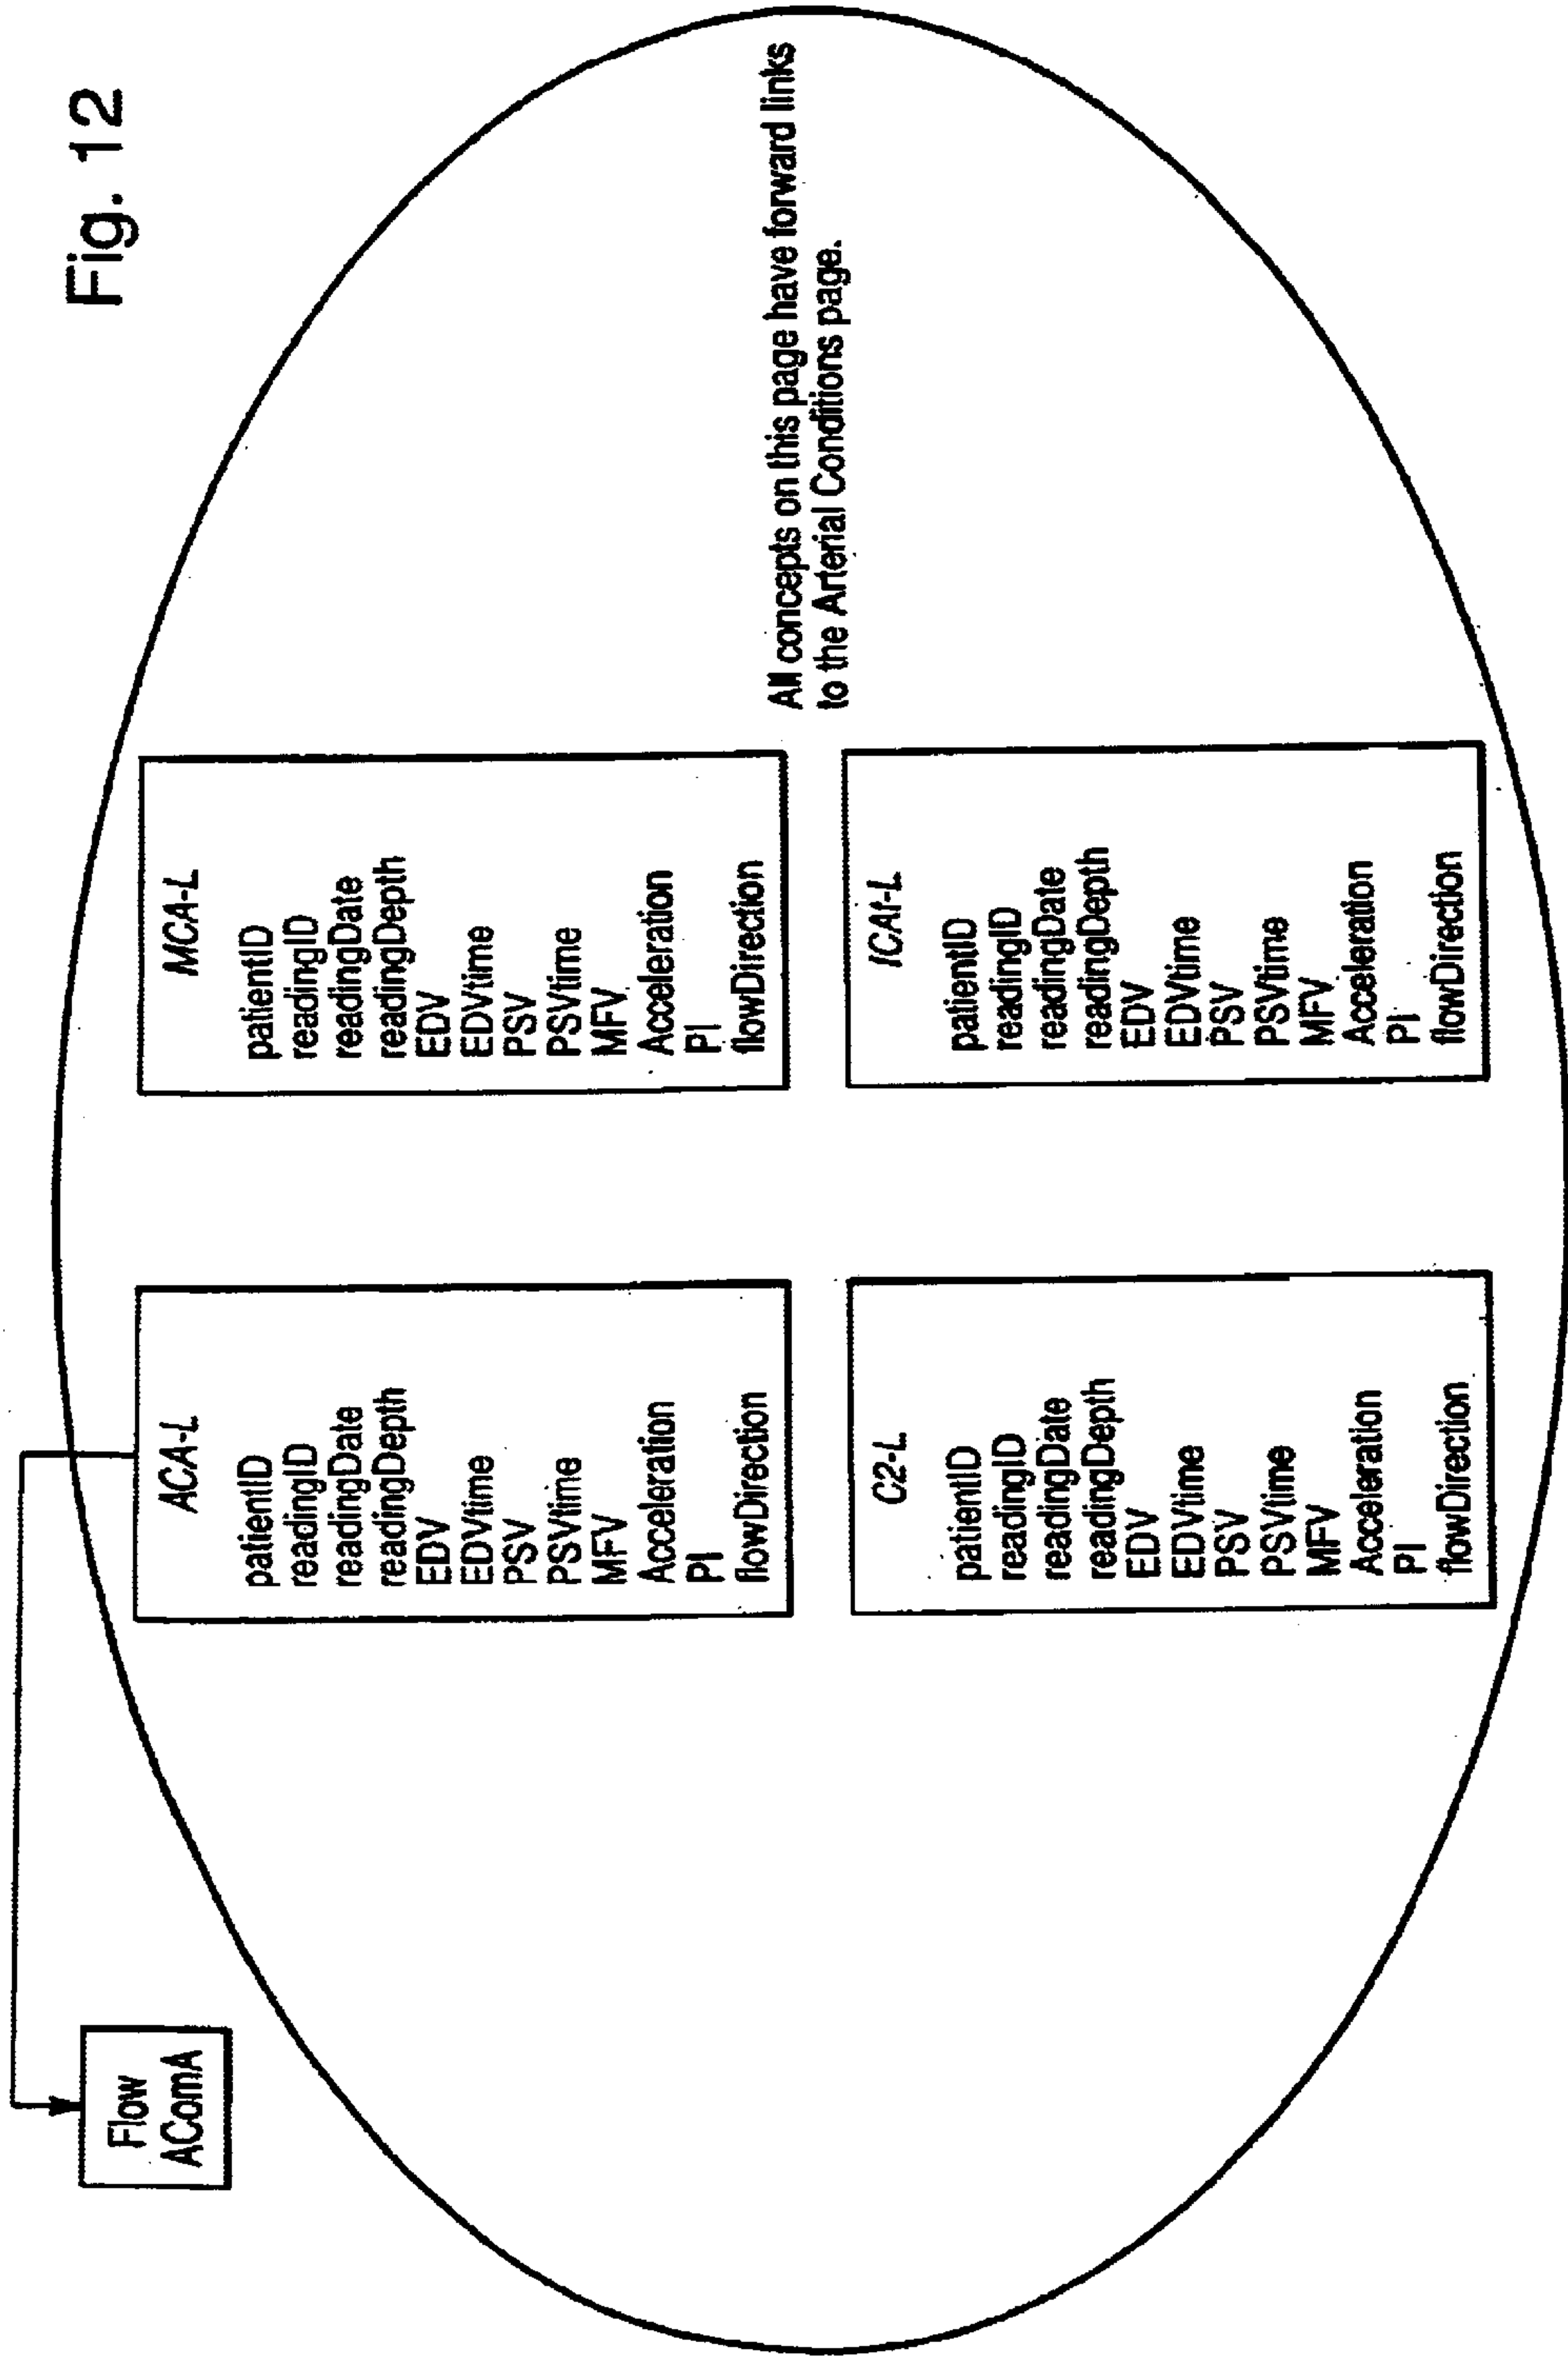 Fig. 12
Flow
AComA
ACA-L
patientID
readingID
readingDate
readingDepth
EDV
EDVtime
PSV
PSVtime
MFV
Acceleration
PI
flowDirection
MCA-L
patientID
readingID
readingDate
readingDepth
EDV
EDVtime
PSV
PSVtime
MFV
Acceleration
PI
flowDirection
C2-L
patientID
readingID
readingDate
readingDepth
EDV
EDVtime
PSV
PSVtime
MFV
Acceleration
PI
flowDirection
ICAt-L
patientID
readingID
readingDate
readingDepth
EDV
EDVtime
PSV
PSVtime
MFV
Acceleration
PI
flowDirection
All concepts on this page have forward links
to the Arterial Conditions page.